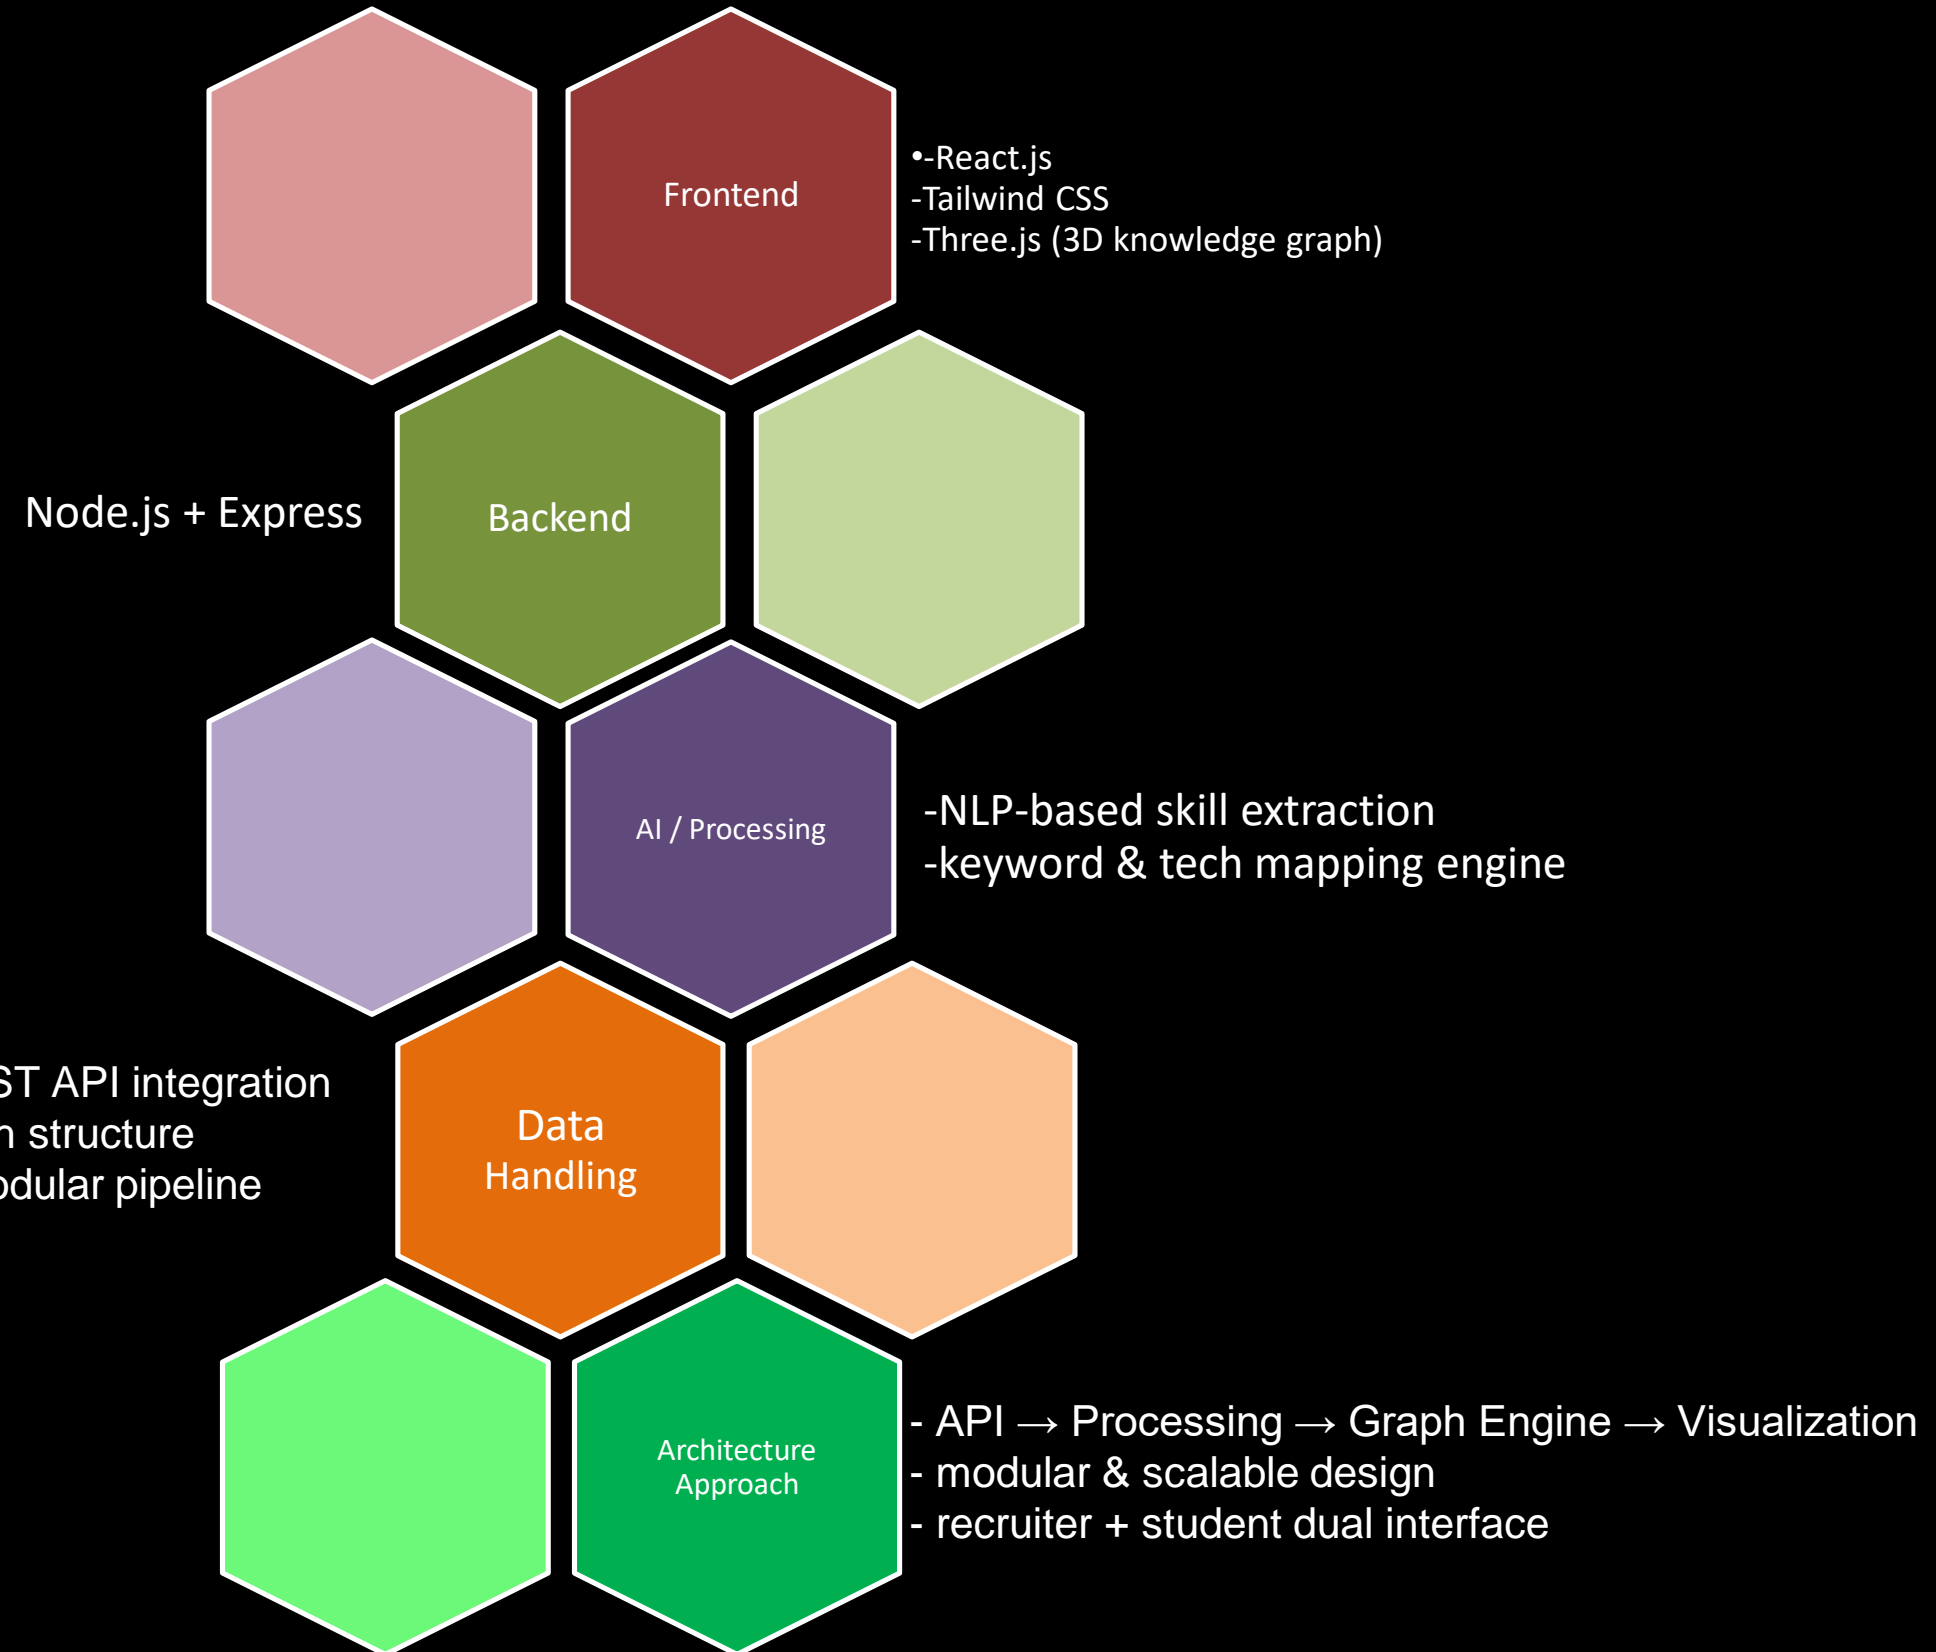 Frontend
•-React.js
-Tailwind CSS
-Three.js (3D knowledge graph)
Node.js + Express
Backend
AI / Processing
-NLP-based skill extraction
-keyword & tech mapping engine
API integration
structure
pipeline
Data
Handling
Architecture
Approach
- API → Processing → Graph Engine → Visualization
- modular & scalable design
- recruiter + student dual interface